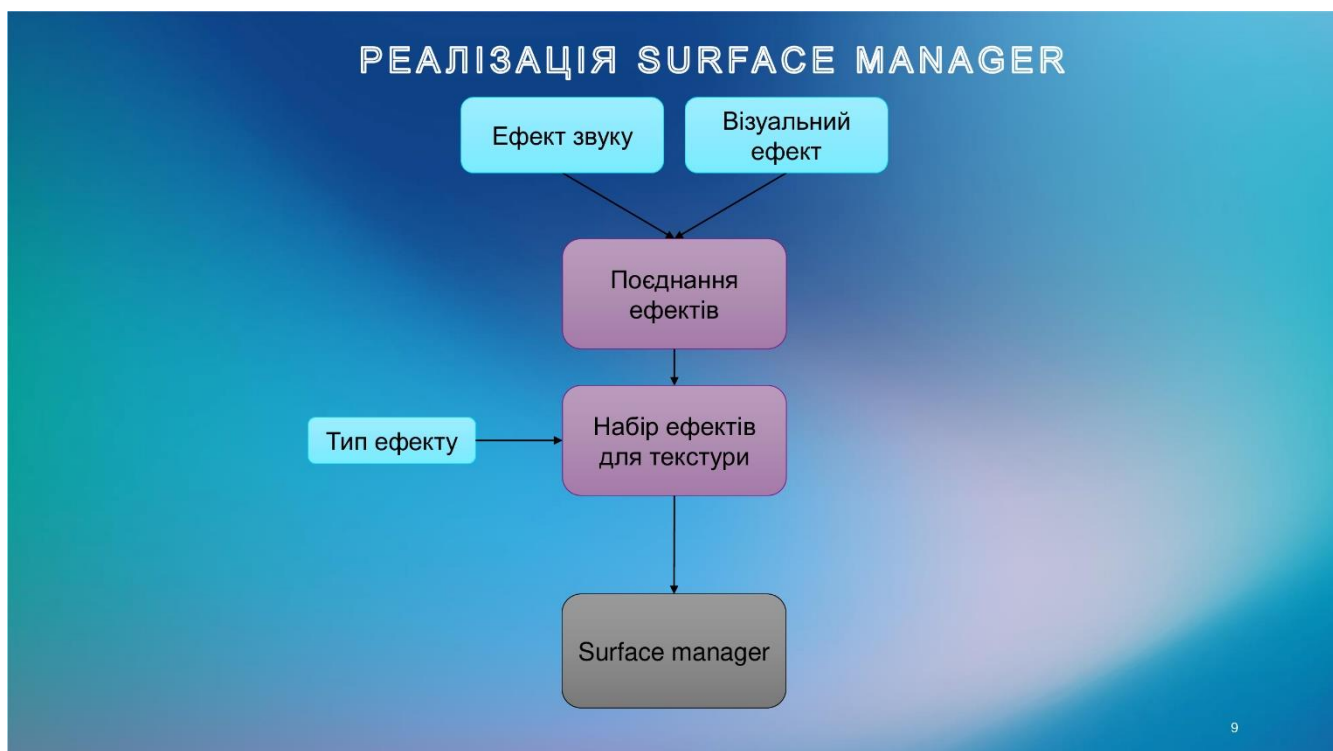 РЕАЛІЗАЦІЯ SURFACE MANAGER
Ефект звуку
Візуальний
ефект
Поєднання
ефектів
Тип ефекту
Набір ефектів
для текстури
Surface manager
9